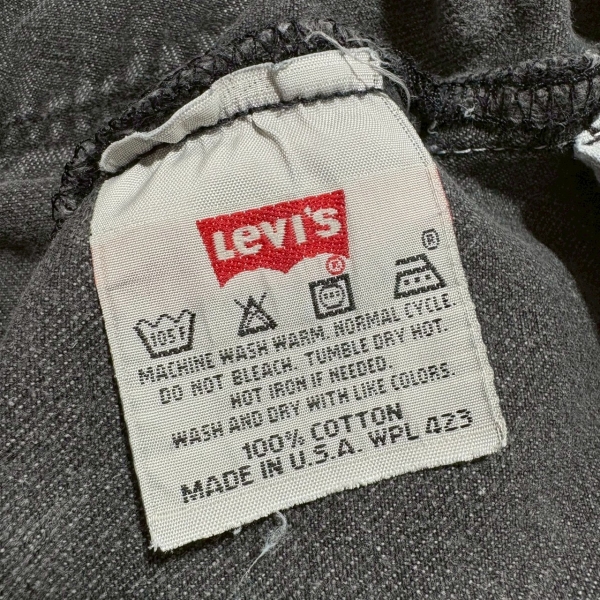 Levi's ®
®
105F
MACHINE WASH WARM. NORMAL CYCLE.
DO NOT BLEACH. TUMBLE DRY HOT.
HOT IRON IF NEEDED.
WASH AND DRY WITH LIKE COLORS.
100% COTTON
MADE IN U.S.A. WPL 423